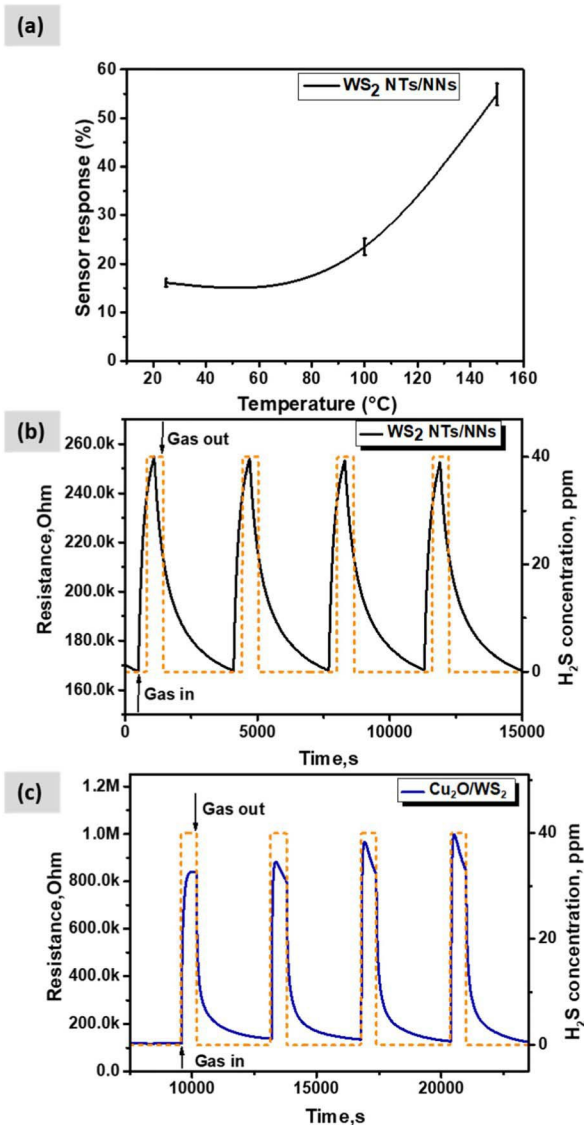 (a)
60
50
40
30
20
10
0
WS2 NTs/NNs
Sensor response (%)
20 40 60 80 100 120 140 160
Temperature (°C)
(b)
260.0k
240.0k
220.0k
200.0k
180.0k
160.0k
Gas out
WS2 NTs/NNs
Gas in
40
20
0
Resistance,Ohm
H2S concentration, ppm
0 5000 10000 15000
Time,s
(c)
1.2M
1.0M
800.0k
600.0k
400.0k
200.0k
0.0
Gas out
Cu2O/WS2
Gas in
40
20
0
Resistance,Ohm
H2S concentration, ppm
10000 15000 20000
Time,s